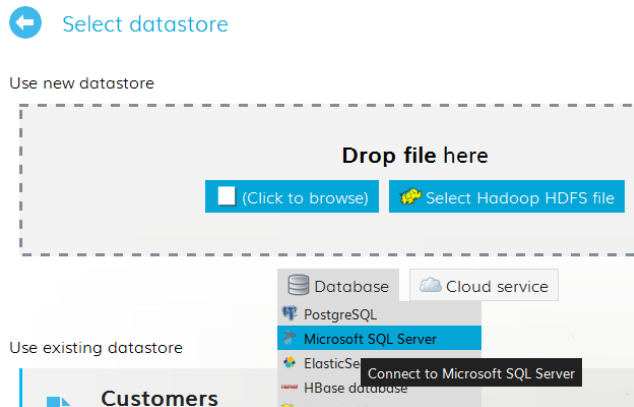 Select datastore
Use new datastore
Drop file here
(Click to browse)
Select Hadoop HDFS file
Database
Cloud service
PostgreSQL
Microsoft SQL Server
Use existing datastore
Connect to Microsoft SQL Server
HBase database
Customers